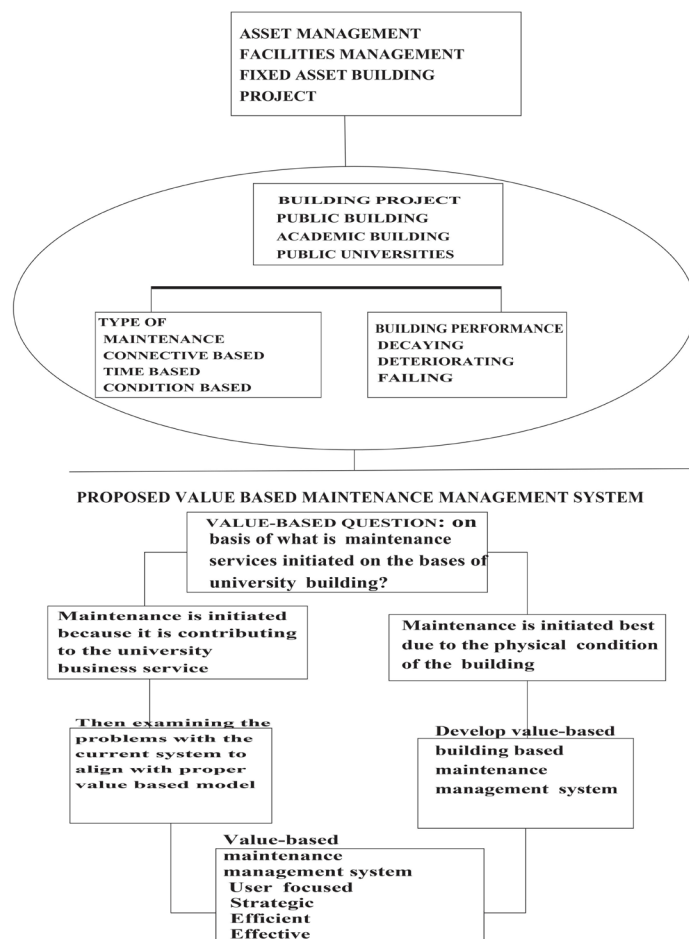 ASSET MANAGEMENT
FACILITIES MANAGEMENT
FIXED ASSET BUILDING
PROJECT
BUILDING PROJECT
PUBLIC BUILDING
ACADEMIC BUILDING
PUBLIC UNIVERSITIES
TYPE OF
MAINTENANCE
CONNECTIVE BASED
TIME BASED
CONDITION BASED
BUILDING PERFORMANCE
DECAYING
DETERIORATING
FAILING
PROPOSED VALUE BASED MAINTENANCE MANAGEMENT SYSTEM
VALUE-BASED QUESTION: on
basis of what is maintenance
services initiated on the bases of
university building?
Maintenance is initiated
because it is contributing
to the university
business service
Maintenance is initiated best
due to the physical condition
of the building
Then examining the
problems with the
current system to
align with proper
value based model
Develop value-based
building based
maintenance
management system
Value-based
maintenance
management system
User focused
Strategic
Efficient
Effective